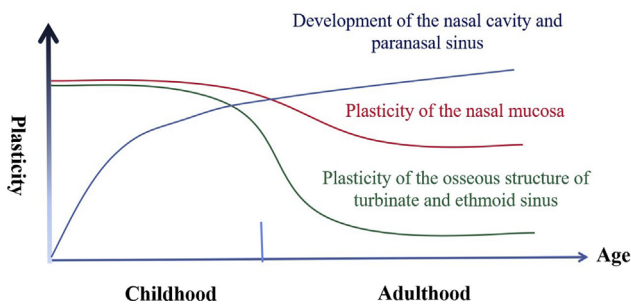 Development of the nasal cavity and
paranasal sinus
Plasticity of the nasal mucosa
Plasticity
Plasticity of the osseous structure of
turbinate and ethmoid sinus
Age
Childhood
Adulthood